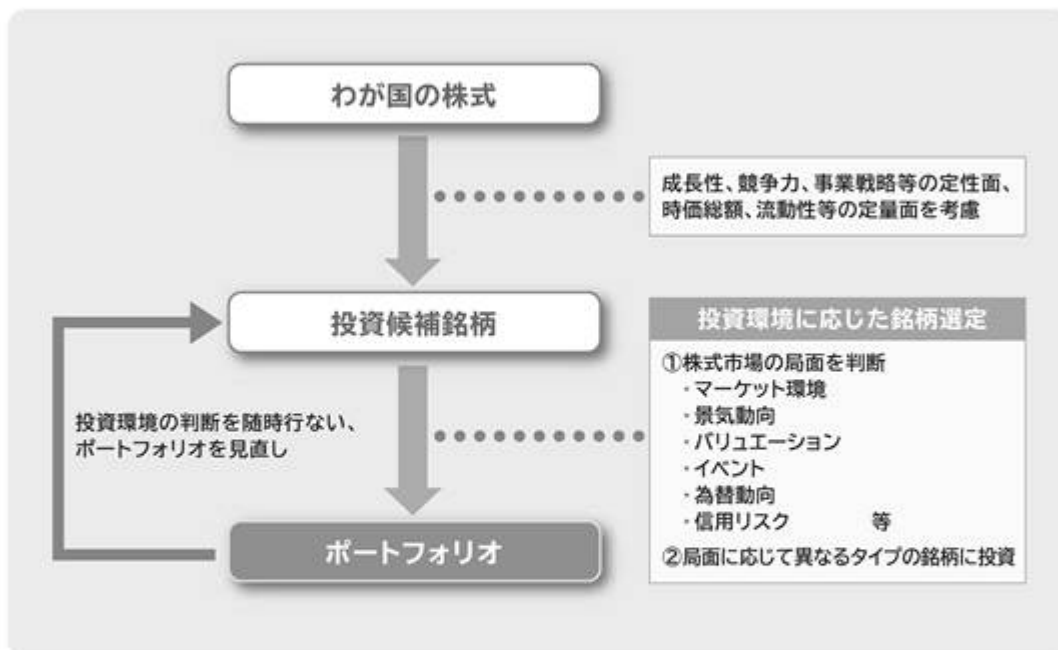 わが国の株式
成長性、競争力、事業戦略等の定性面、
時価総額、流動性等の定量面を考慮
投資候補銘柄
投資環境に応じた銘柄選定
①株式市場の局面を判断
・マーケット環境
・景気動向
・バリュエーション
・イベント
・為替動向
・信用リスク 等
②局面に応じて異なるタイプの銘柄に投資
投資環境の判断を随時行ない、
ポートフォリオを見直し
ポートフォリオ